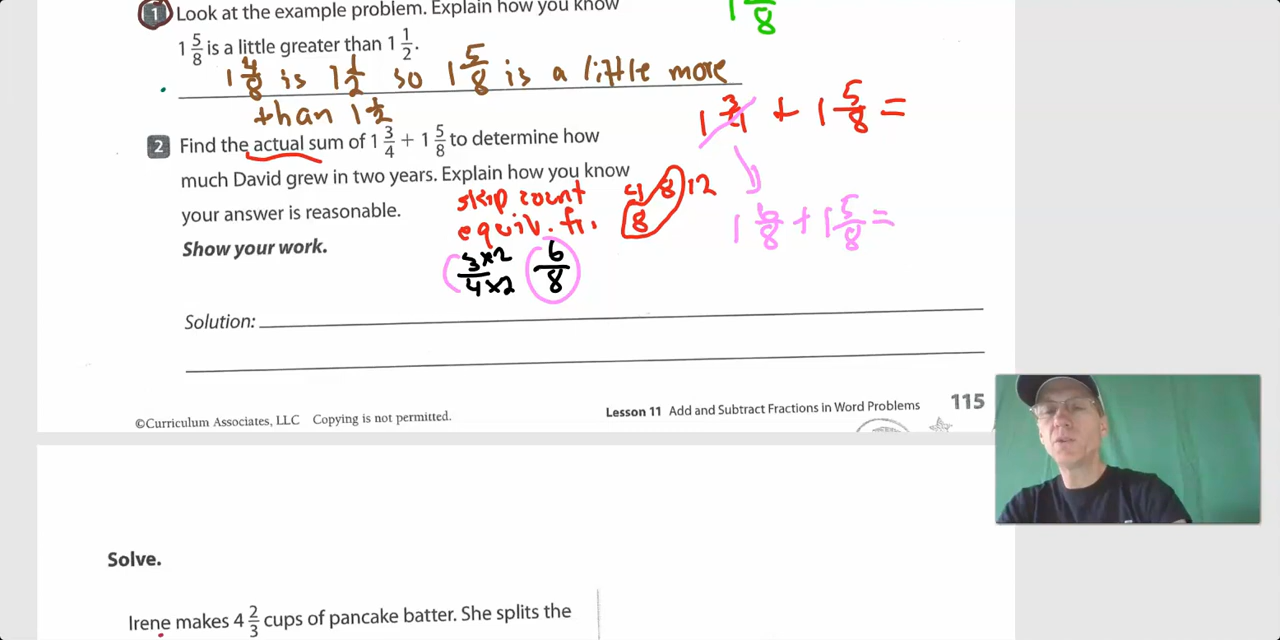 1 Look at the example problem. Explain how you know
1 5/8 is a little greater than 1 1/2.
1 4/8 is 1 1/2 so 1 5/8 is a little more
than 1 1/2
1 3/4 + 1 5/8 =
2 Find the actual sum of 1 3/4 + 1 5/8 to determine how
much David grew in two years. Explain how you know
your answer is reasonable.
Show your work.
skip count
equiv. fr.
4 8 12
8
1 6/8 + 1 5/8 =
3 x2 / 4 x2 6/8
Solution:
©Curriculum Associates, LLC Copying is not permitted.
Lesson 11 Add and Subtract Fractions in Word Problems 115
Solve.
Irene makes 4 2/3 cups of pancake batter. She splits the